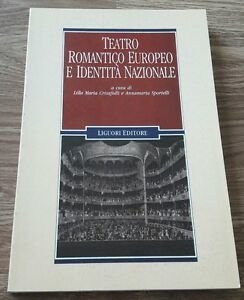 TEATRO
ROMANTICO EUROPEO
E IDENTITÀ NAZIONALE
a cura di
Lilla Maria Crisafulli e Annamaria Sportelli
LIGUORI EDITORE